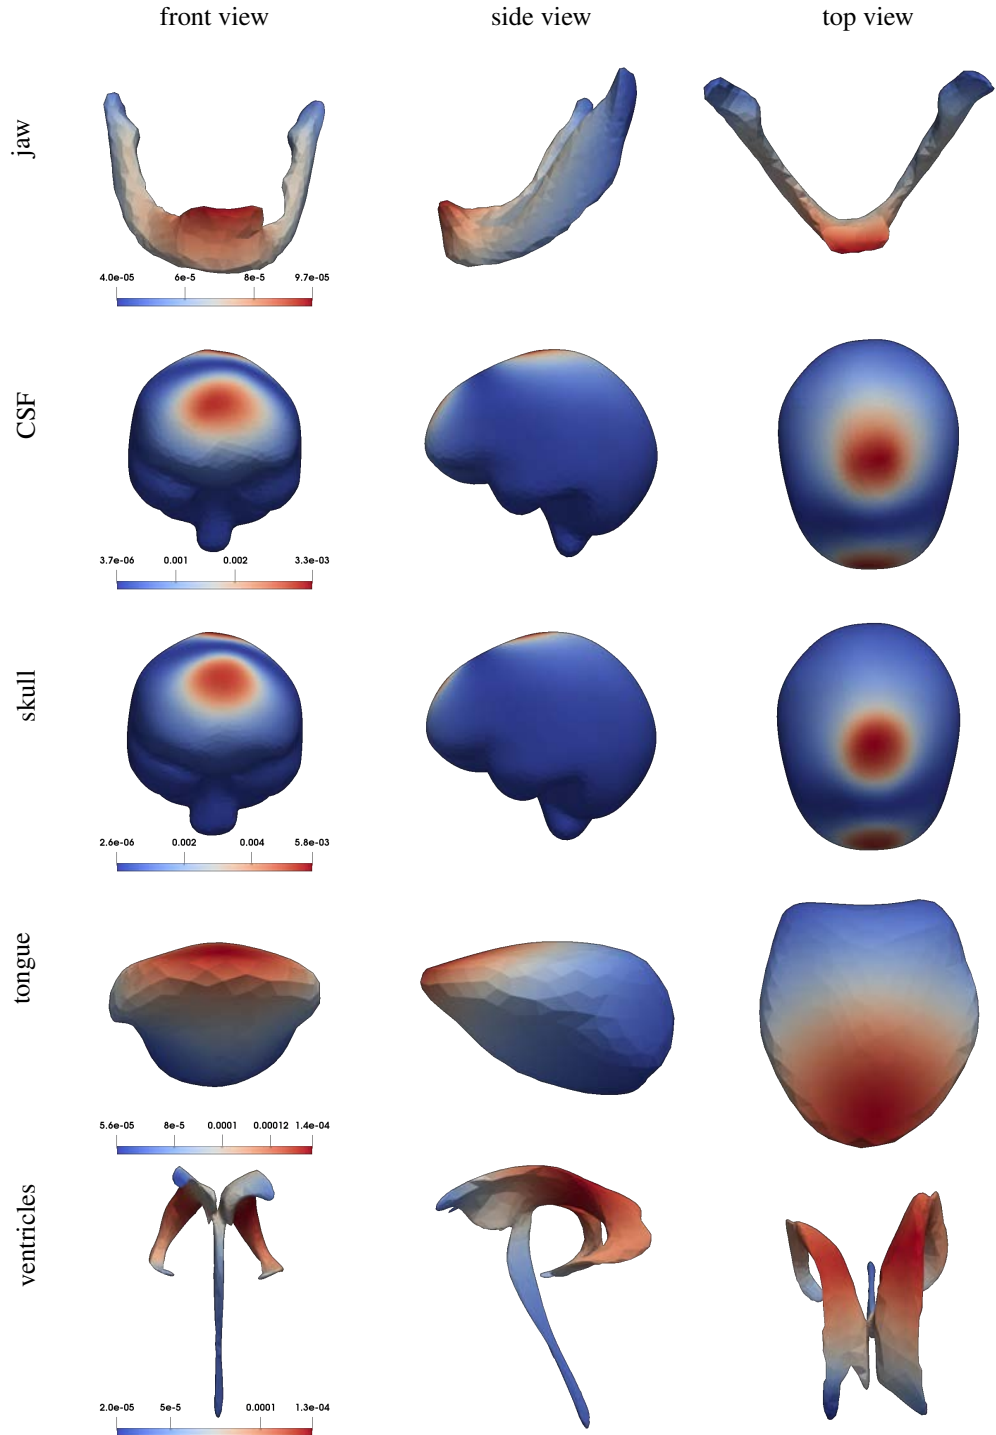 front view side view top view
jaw
4.0e-05 6e-5 8e-5 9.7e-05
CSF
3.7e-06 0.001 0.002 3.3e-03
skull
2.6e-06 0.002 0.004 5.8e-03
tongue
5.6e-05 8e-5 0.0001 0.00012 1.4e-04
ventricles
2.0e-05 5e-5 0.0001 1.3e-04